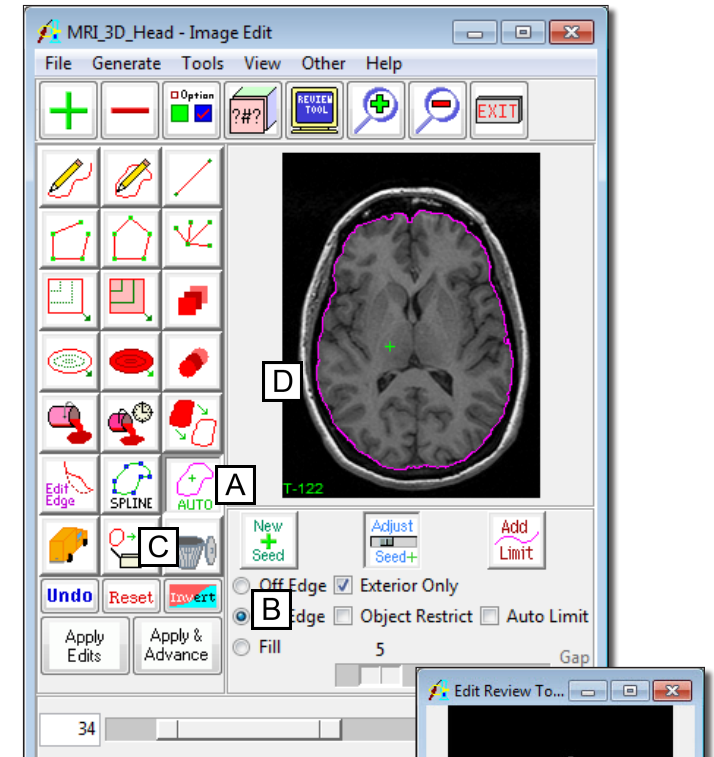 MRI_3D_Head - Image Edit
File Generate Tools View Other Help
Option
?#?
REVIEW
TOOL
EXIT
D
T-122
Edit
Edge
SPLINE
AUTO
A
C
New
Seed
Adjust
Seed+
Add
Limit
Undo Reset Invert
Off Edge Exterior Only
B
Edge Object Restrict Auto Limit
Fill 5
Gap
Apply
Edits
Apply &
Advance
34
Edit Review To...